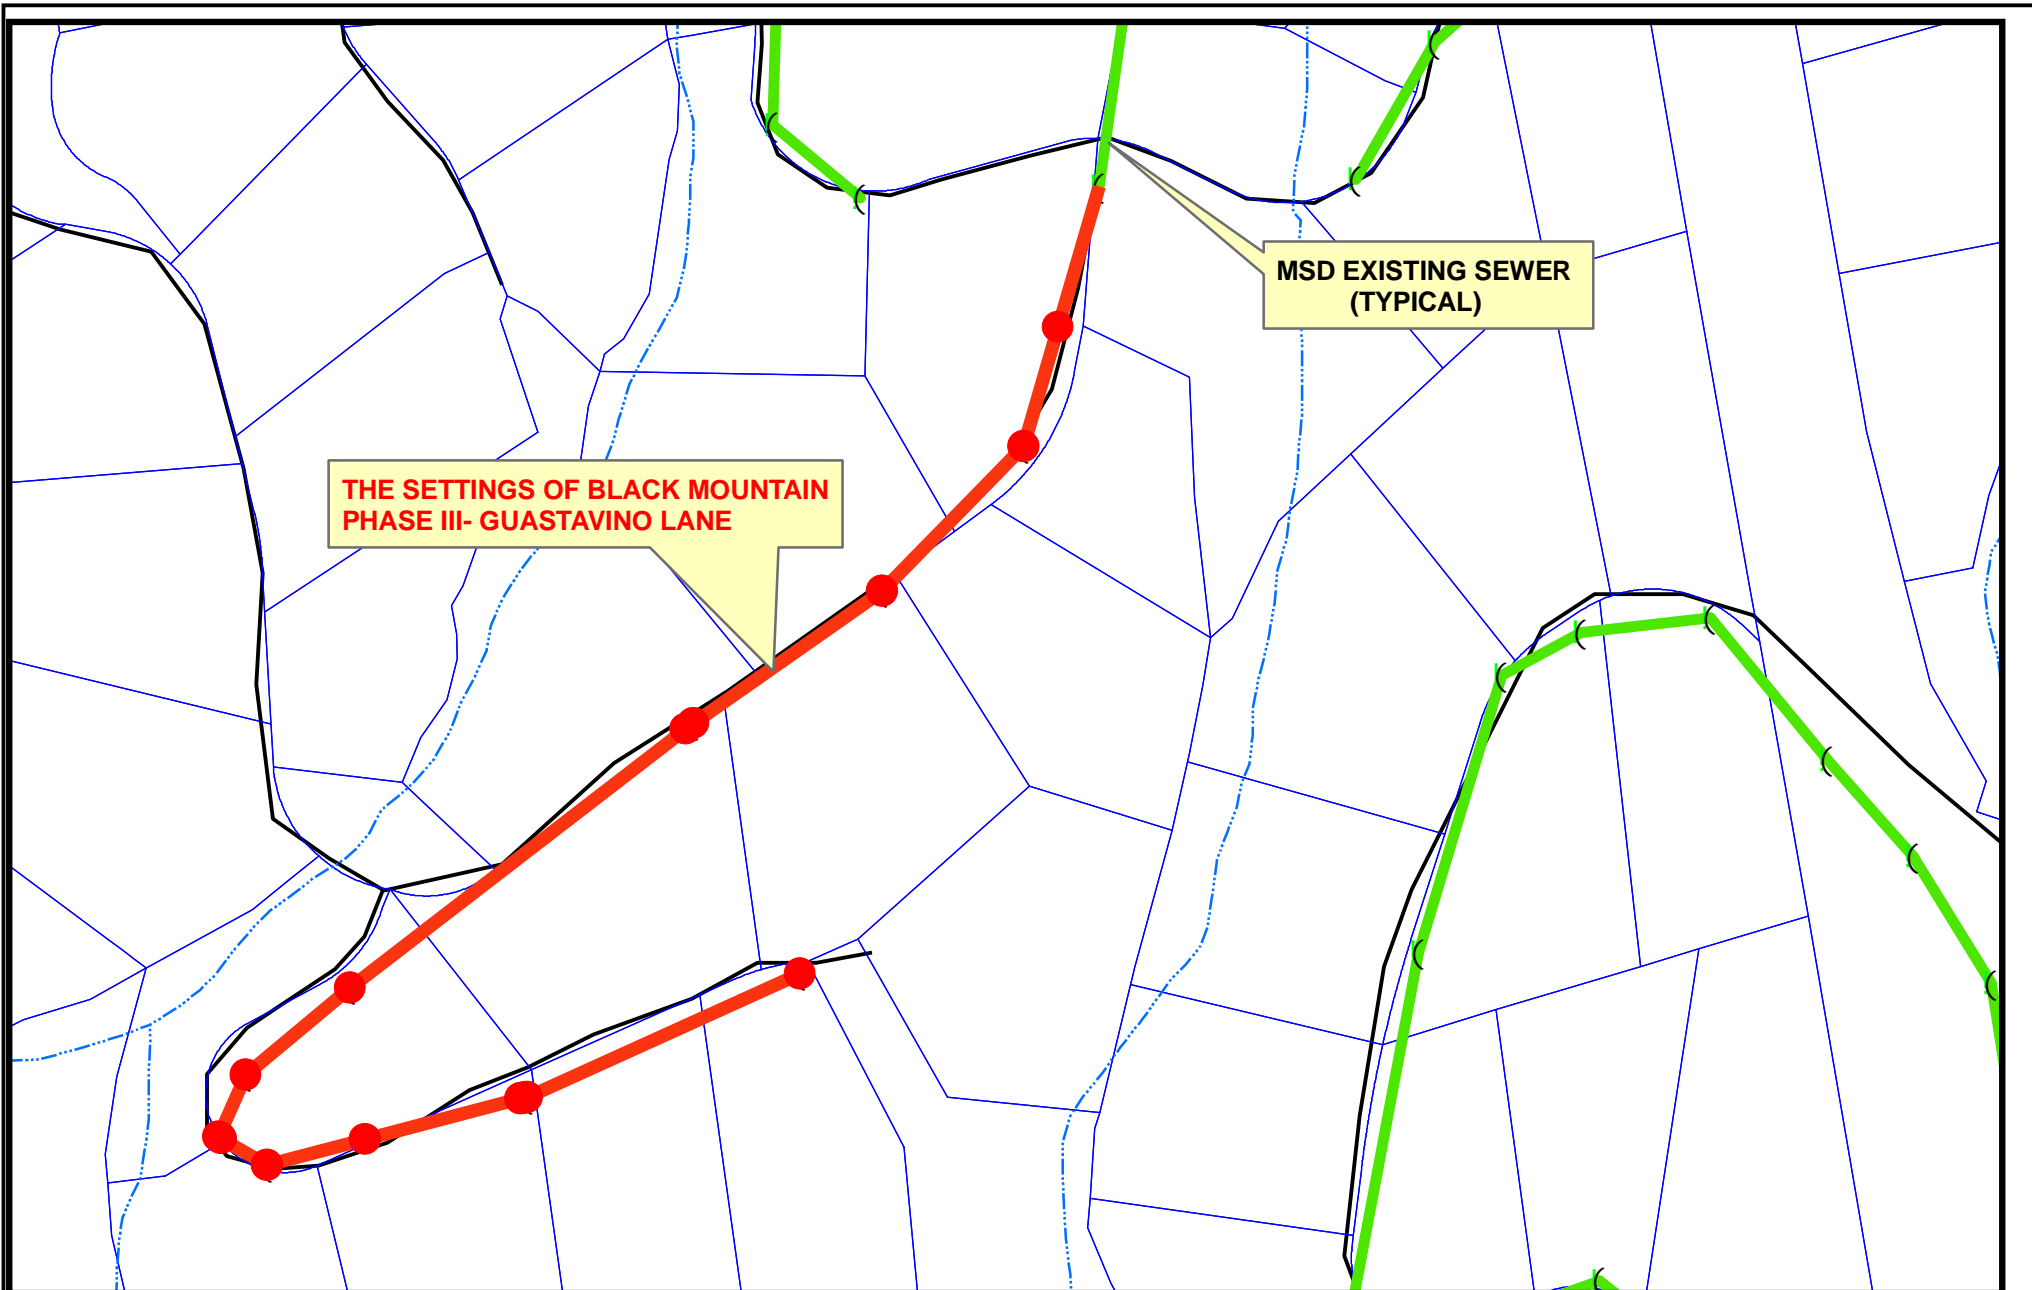 MSD EXISTING SEWER
(TYPICAL)
THE SETTINGS OF BLACK MOUNTAIN
PHASE III- GUASTAVINO LANE